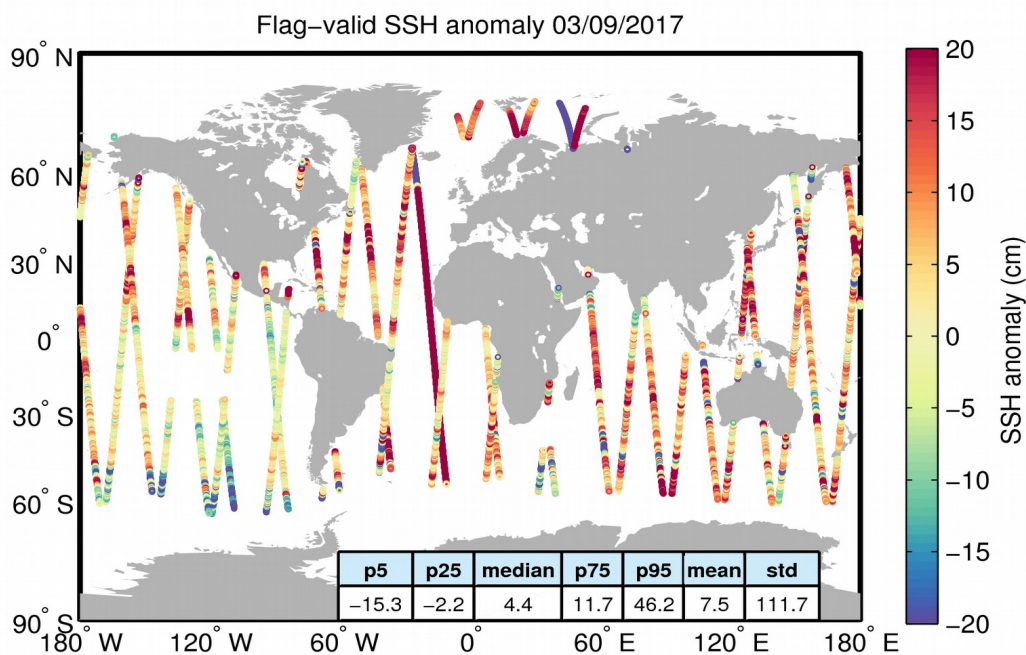 Flag−valid SSH anomaly 03/09/2017
90° N
60° N
30° N
0°
30° S
60° S
90° S
180° W 120° W 60° W 0° 60° E 120° E 180° E
p5 p25 median p75 p95 mean std
−15.3 −2.2 4.4 11.7 46.2 7.5 111.7
20
15
10
5
0
−5
−10
−15
−20
SSH anomaly (cm)